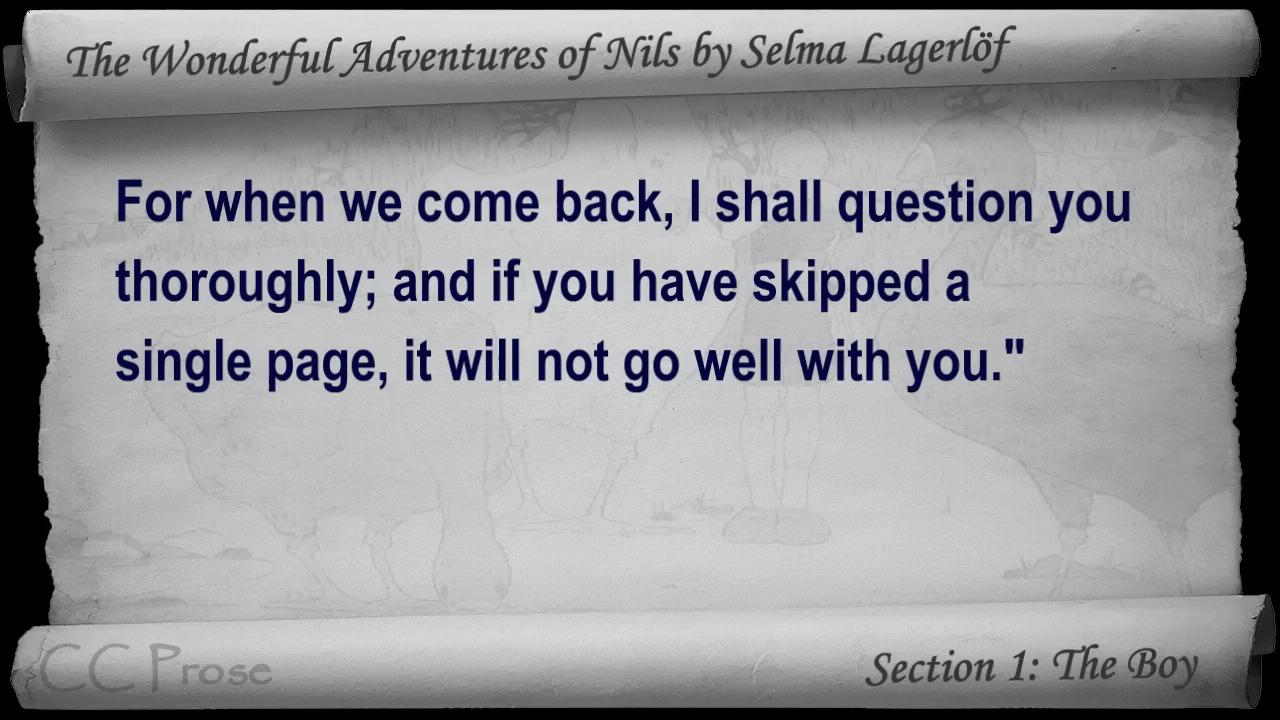 The Wonderful Adventures of Nils by Selma Lagerlöf
For when we come back, I shall question you
thoroughly; and if you have skipped a
single page, it will not go well with you."
CC Prose
Section 1: The Boy